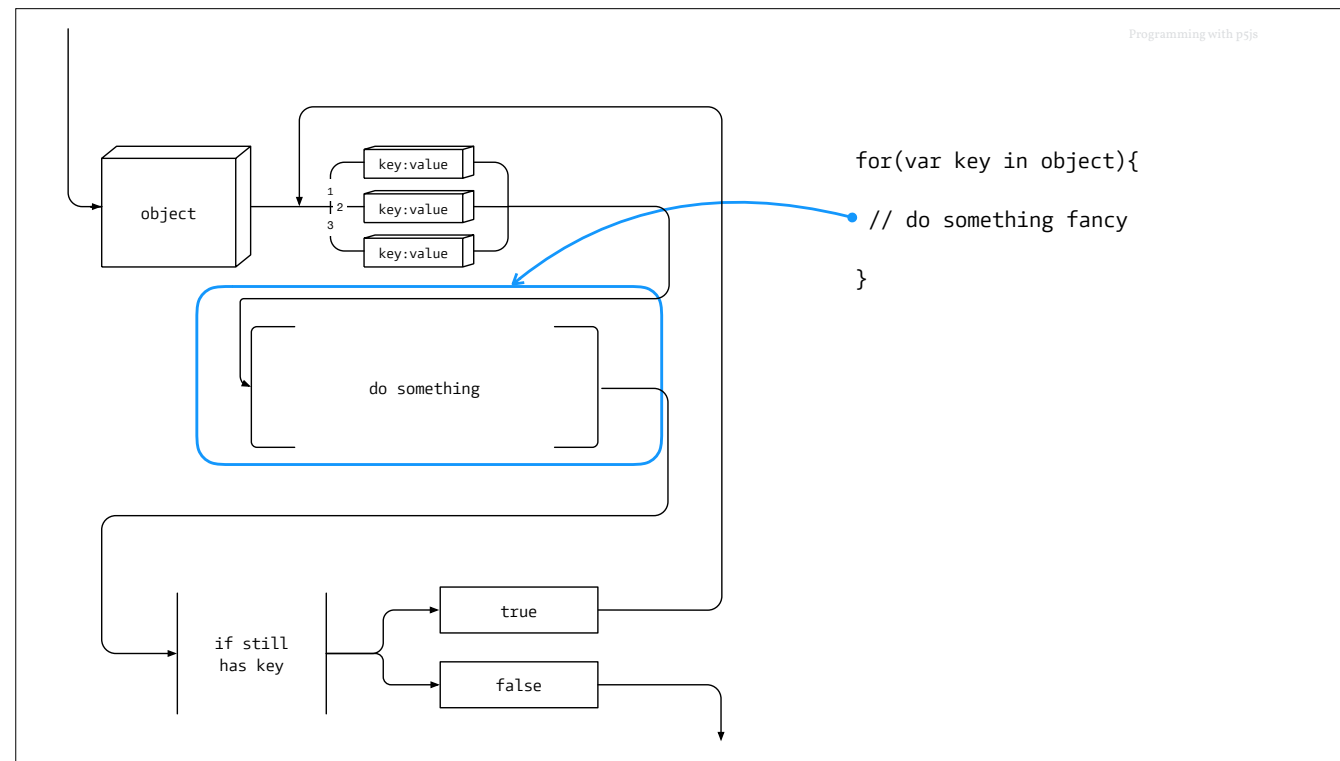 Programming with p5js
object
key:value
key:value
key:value
1
2
3
for(var key in object){
// do something fancy
}
do something
if still
has key
true
false